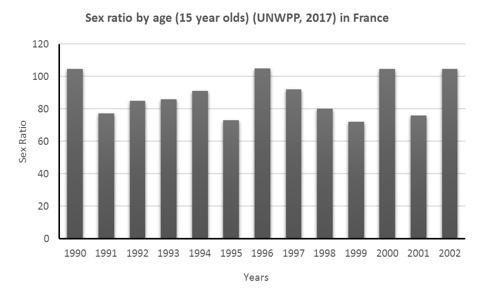 Sex ratio by age (15 year olds) (UNWPP, 2017) in France
120
100
80
60
40
20
0
Sex Ratio
1990 1991 1992 1993 1994 1995 1996 1997 1998 1999 2000 2001 2002
Years